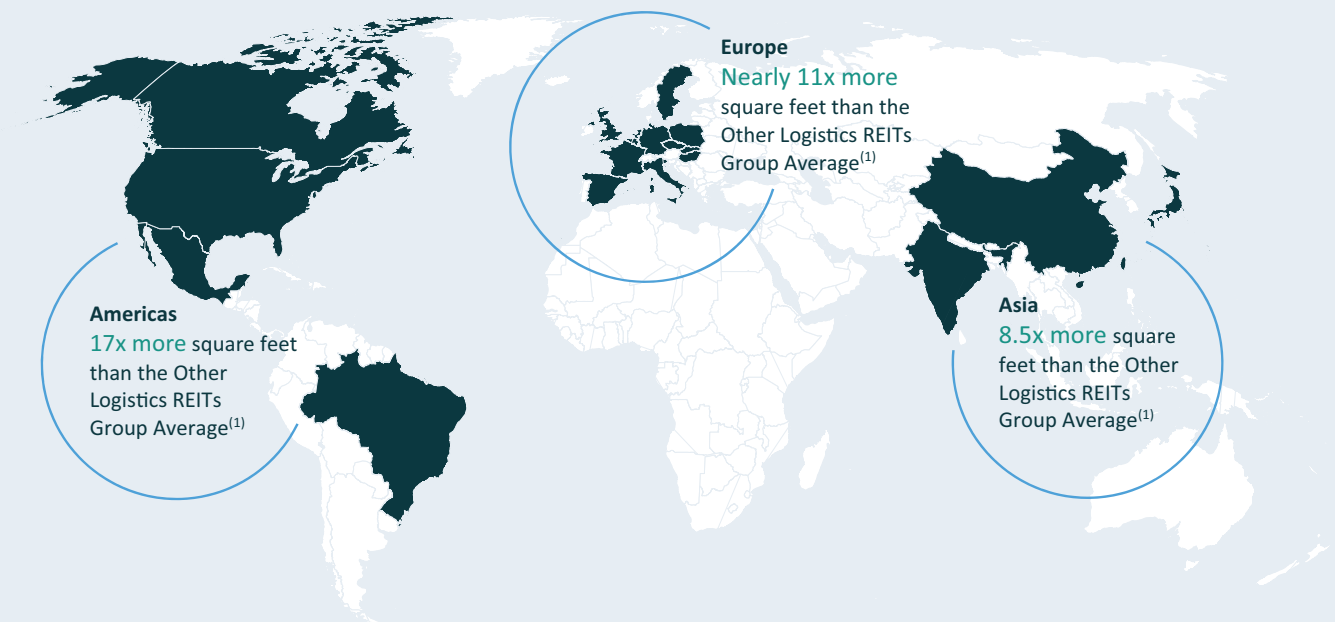 Europe
Nearly 11x more
square feet than the
Other Logistics REITs
Group Average(1)
Americas
17x more square feet
than the Other
Logistics REITs
Group Average(1)
Asia
8.5x more square
feet than the Other
Logistics REITs
Group Average(1)